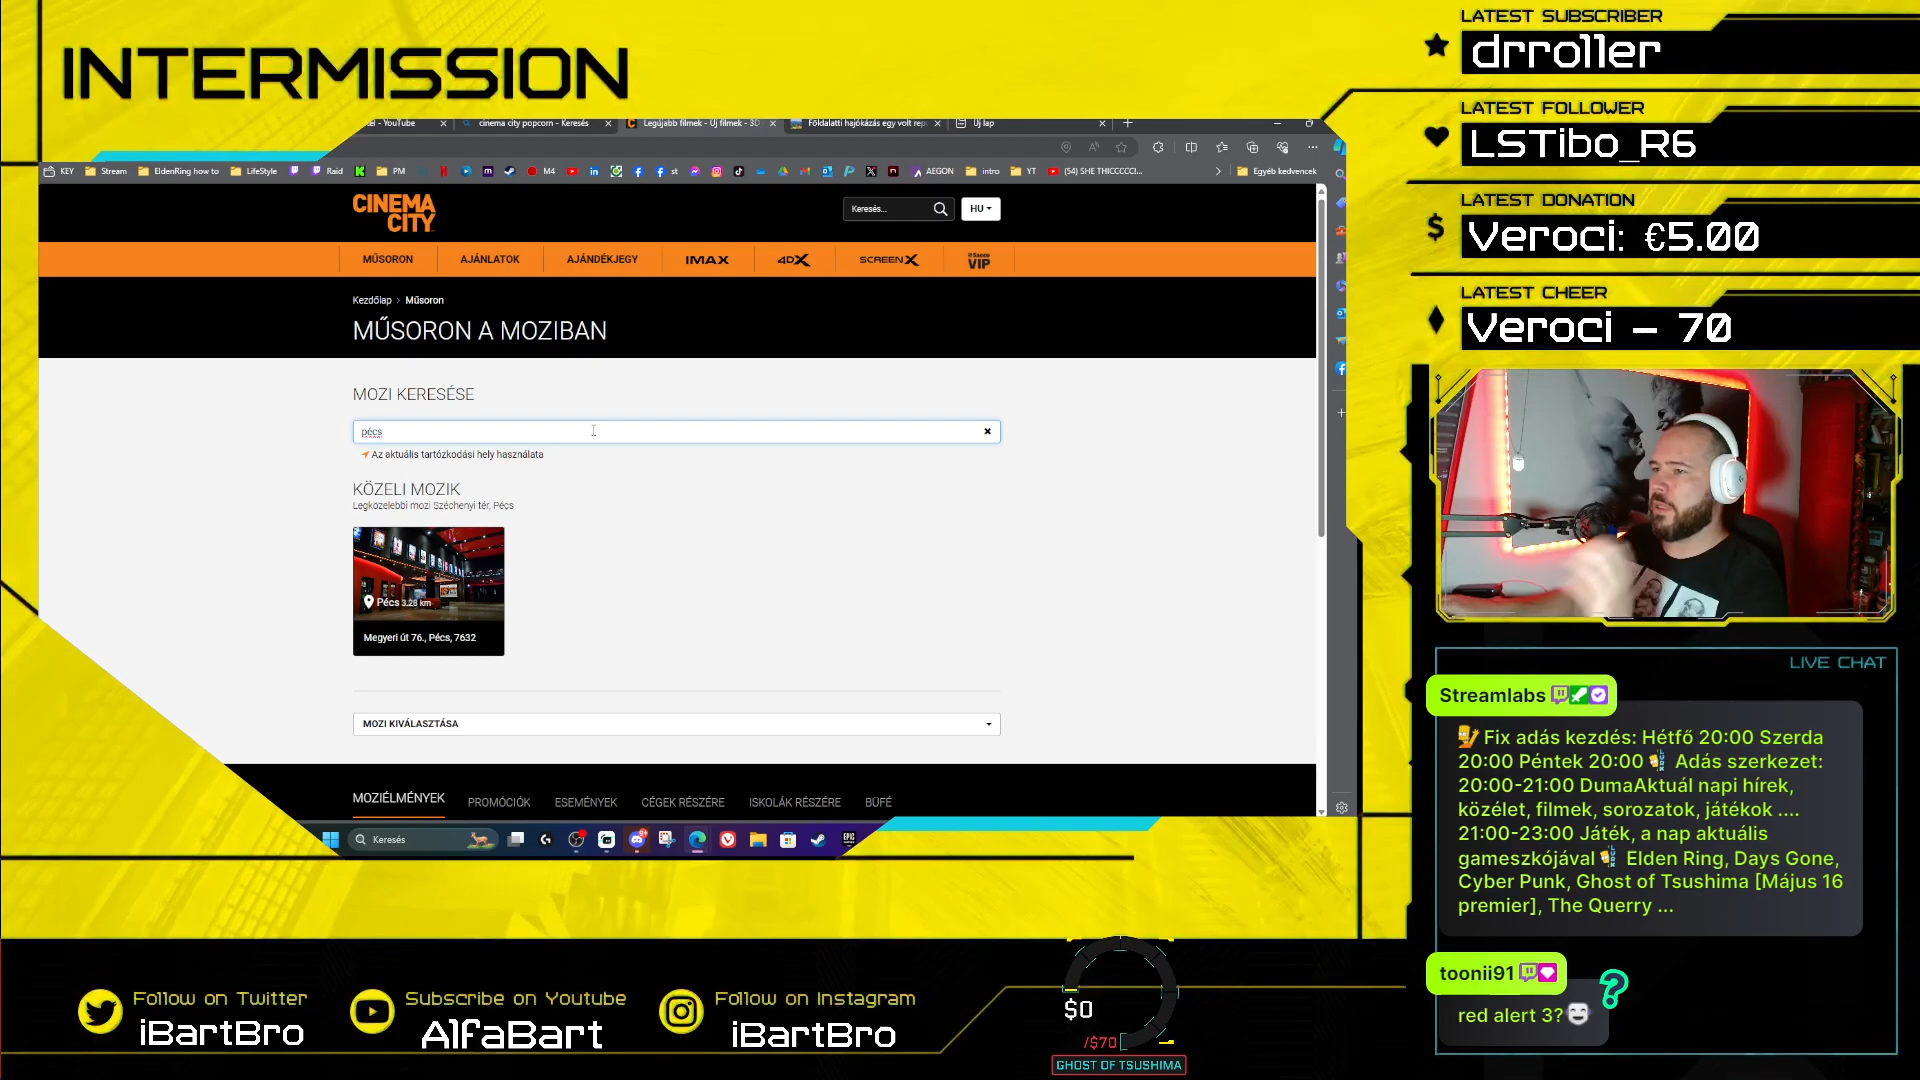 INTERMISSION
LATEST SUBSCRIBER
drroller
LATEST FOLLOWER
LSTibo_R6
LATEST DONATION
Veroci: €5.00
LATEST CHEER
Veroci - 70
YouTube
cinema city popcorn - Keresés
Legújabb filmek - Új filmek - 3D
Földalatti hajókázás egy volt rep
Új lap
KEY
Stream
EldenRing how to
LifeStyle
Raid
PM
M4
st
AEGON
intro
YT
(54) SHE THICCCCC!...
Egyéb kedvencek
CINEMA
CITY
Keresés...
HU
MŰSORON
AJÁNLATOK
AJÁNDÉKJEGY
IMAX
4DX
SCREENX
VIP
Kezdőlap > Műsoron
MŰSORON A MOZIBAN
MOZI KERESÉSE
pécs
Az aktuális tartózkodási hely használata
KÖZELI MOZIK
Legközelebbi mozi Széchenyi tér, Pécs
Pécs 3.28 km
Megyeri út 76., Pécs, 7632
MOZI KIVÁLASZTÁSA
MOZIÉLMÉNYEK
PROMÓCIÓK
ESEMÉNYEK
CÉGEK RÉSZÉRE
ISKOLÁK RÉSZÉRE
BÜFÉ
Keresés
EPIC
LIVE CHAT
Streamlabs
Fix adás kezdés: Hétfő 20:00 Szerda
20:00 Péntek 20:00 Adás szerkezet:
20:00-21:00 DumaAktuál napi hírek,
közélet, filmek, sorozatok, játékok ....
21:00-23:00 Játék, a nap aktuális
gameszkójával Elden Ring, Days Gone,
Cyber Punk, Ghost of Tsushima [Május 16
premier], The Querry ...
toonii91
red alert 3?
Follow on Twitter
iBartBro
Subscribe on Youtube
AlfaBart
Follow on Instagram
iBartBro
$0
/$70
GHOST OF TSUSHIMA